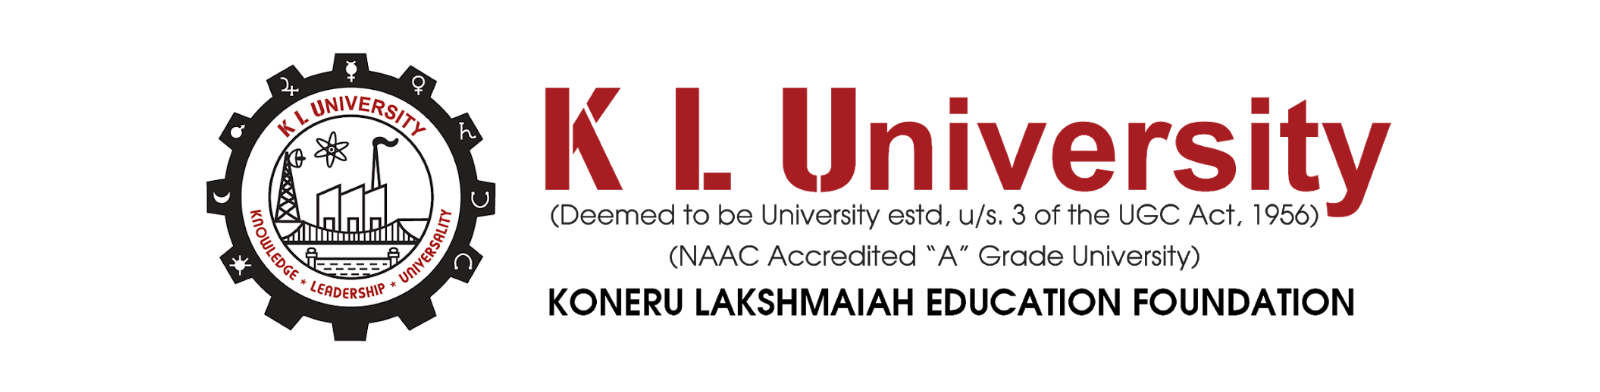 K L UNIVERSITY
KNOWLEDGE * LEADERSHIP * UNIVERSALITY
K L University
(Deemed to be University estd, u/s. 3 of the UGC Act, 1956)
(NAAC Accredited “A” Grade University)
KONERU LAKSHMAIAH EDUCATION FOUNDATION